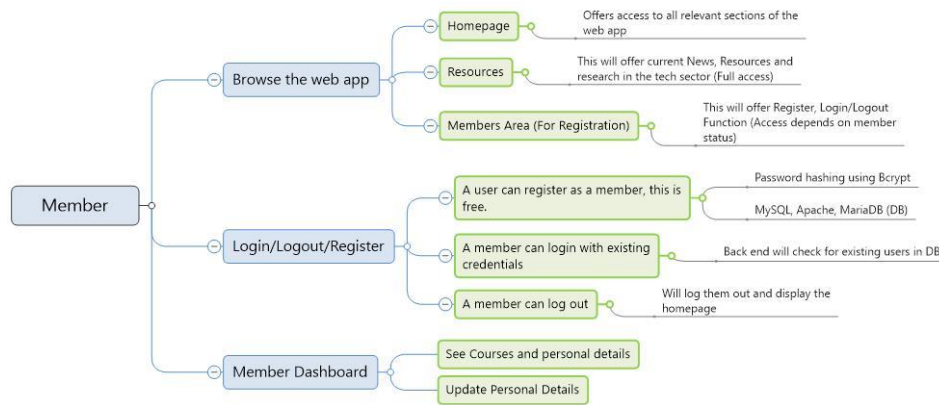 Member
Browse the web app
Homepage
Offers access to all relevant sections of the
web app
Resources
This will offer current News, Resources and
research in the tech sector (Full access)
Members Area (For Registration)
This will offer Register, Login/Logout
Function (Access depends on member
status)
Login/Logout/Register
A user can register as a member, this is
free.
Password hashing using Bcrypt
MySQL, Apache, MariaDB (DB)
A member can login with existing
credentials
Back end will check for existing users in DB
A member can log out
Will log them out and display the
homepage
Member Dashboard
See Courses and personal details
Update Personal Details